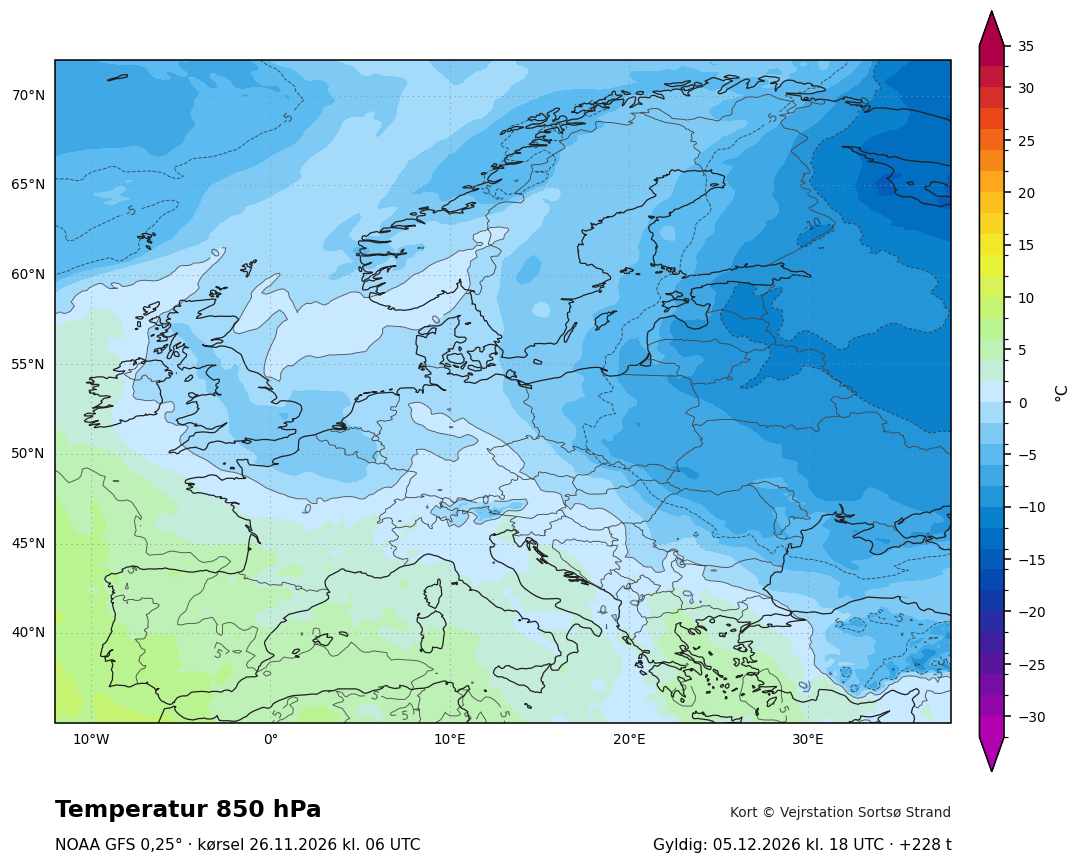 35
30
25
20
15
10
5
0
−5
−10
−15
−20
−25
−30
°C
70°N
65°N
60°N
55°N
50°N
45°N
40°N
10°W
0°
10°E
20°E
30°E
Temperatur 850 hPa
Kort © Vejrstation Sortsø Strand
NOAA GFS 0,25° · kørsel 26.11.2026 kl. 06 UTC
Gyldig: 05.12.2026 kl. 18 UTC · +228 t